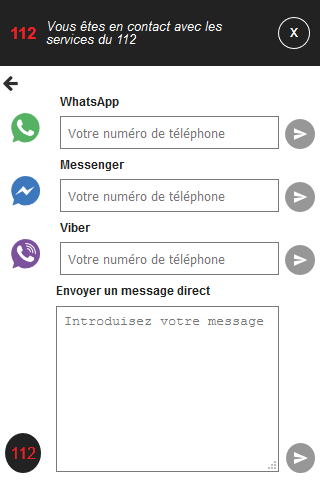 112 Vous êtes en contact avec les
services du 112
X
WhatsApp
Votre numéro de téléphone
Messenger
Votre numéro de téléphone
Viber
Votre numéro de téléphone
Envoyer un message direct
Introduisez votre message
112